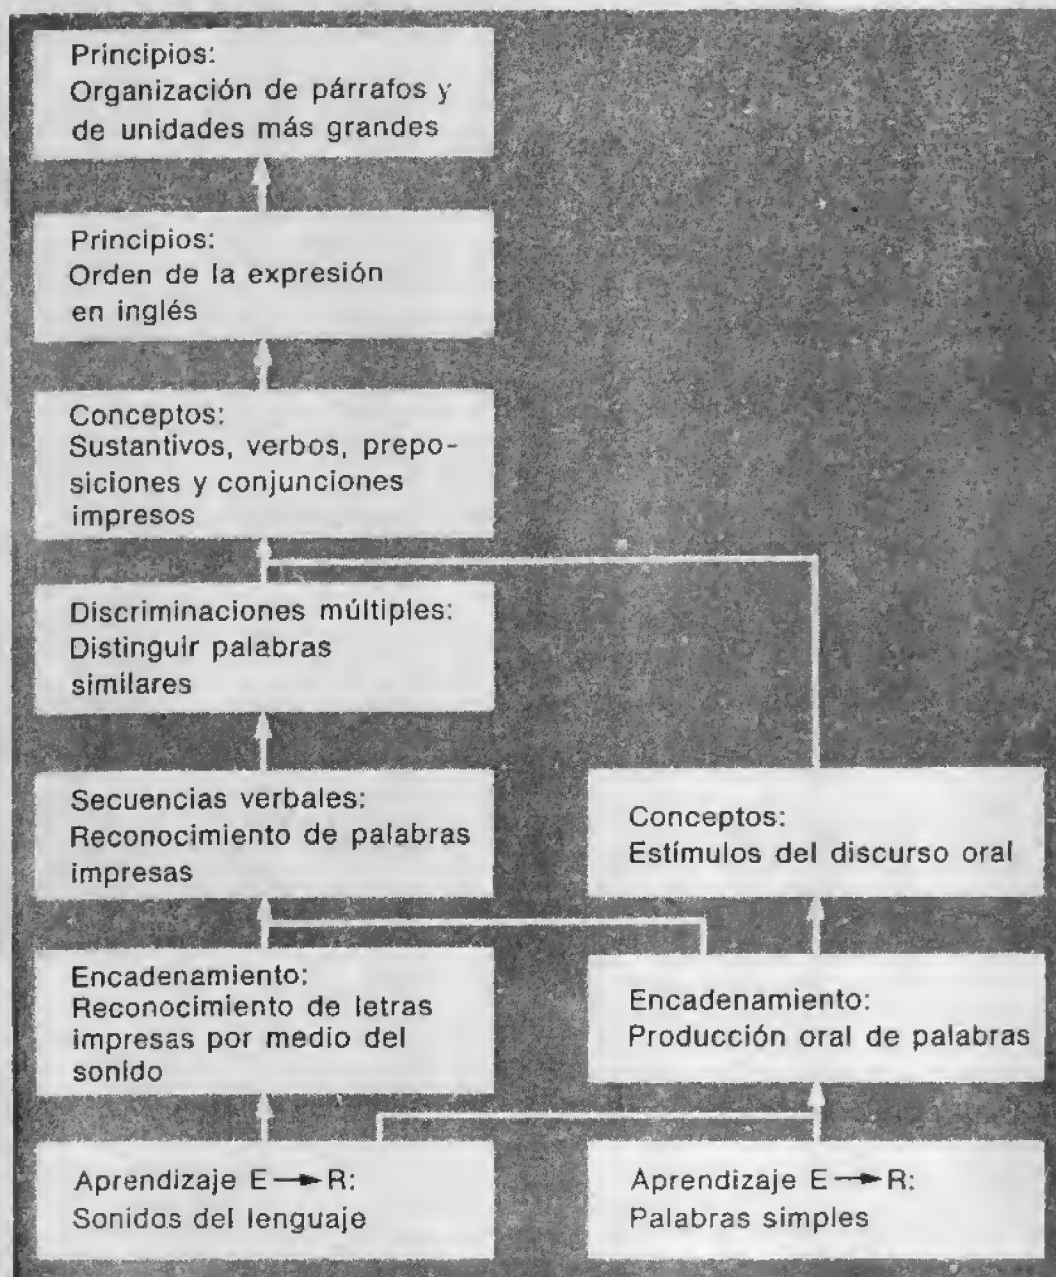 Principios:
Organización de párrafos y
de unidades más grandes
Principios:
Orden de la expresión
en inglés
Conceptos:
Sustantivos, verbos, prepo-
siciones y conjunciones
impresos
Discriminaciones múltiples:
Distinguir palabras
similares
Secuencias verbales:
Reconocimiento de palabras
impresas
Conceptos:
Estímulos del discurso oral
Encadenamiento:
Reconocimiento de letras
impresas por medio del
sonido
Encadenamiento:
Producción oral de palabras
Aprendizaje E→R:
Sonidos del lenguaje
Aprendizaje E→R:
Palabras simples